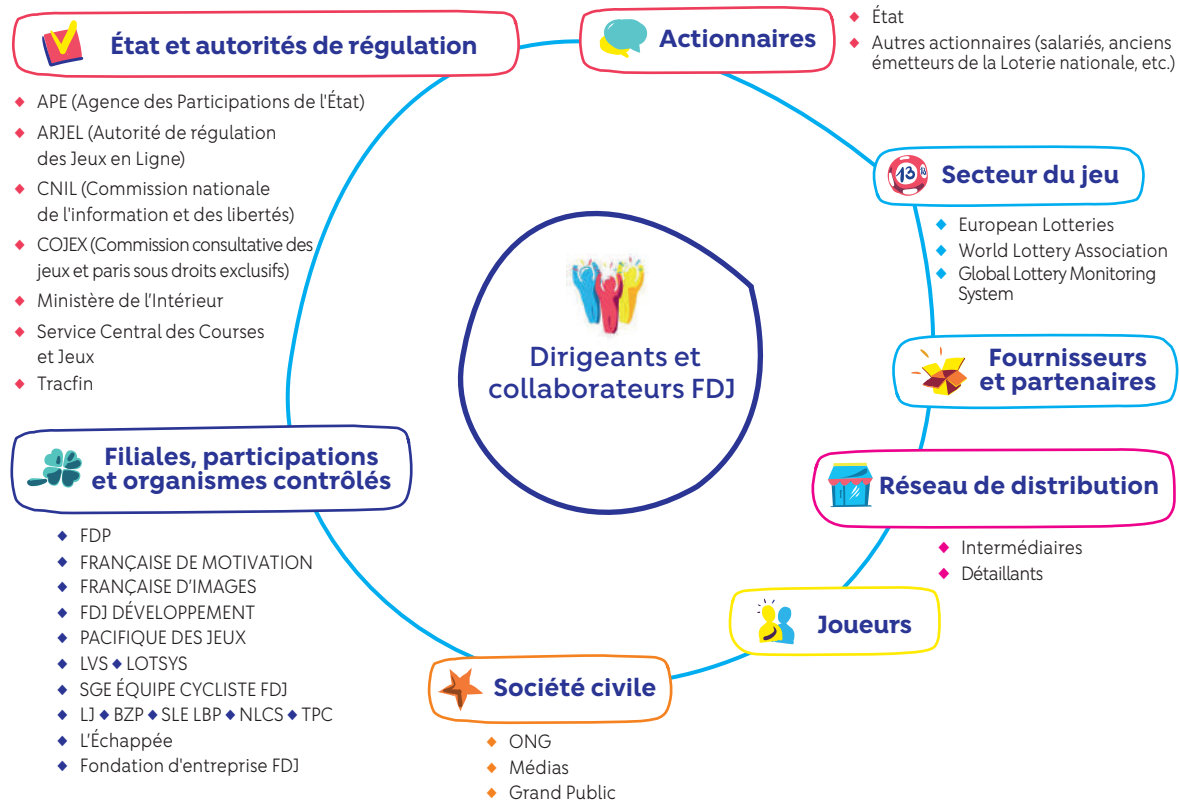 État et autorités de régulation
◆ APE (Agence des Participations de l'État)
◆ ARJEL (Autorité de régulation
des Jeux en Ligne)
◆ CNIL (Commission nationale
de l'information et des libertés)
◆ COJEX (Commission consultative des
jeux et paris sous droits exclusifs)
◆ Ministère de l'Intérieur
◆ Service Central des Courses
et Jeux
◆ Tracfin
Actionnaires
◆ État
◆ Autres actionnaires (salariés, anciens
émetteurs de la Loterie nationale, etc.)
13
Secteur du jeu
◆ European Lotteries
◆ World Lottery Association
◆ Global Lottery Monitoring
System
Dirigeants et
collaborateurs FDJ
Fournisseurs
et partenaires
Réseau de distribution
◆ Intermédiaires
◆ Détaillants
Joueurs
Société civile
◆ ONG
◆ Médias
◆ Grand Public
Filiales, participations
et organismes contrôlés
◆ FDP
◆ FRANÇAISE DE MOTIVATION
◆ FRANÇAISE D'IMAGES
◆ FDJ DÉVELOPPEMENT
◆ PACIFIQUE DES JEUX
◆ LVS ◆ LOTSYS
◆ SGE ÉQUIPE CYCLISTE FDJ
◆ LJ ◆ BZP ◆ SLE LBP ◆ NLCS ◆ TPC
◆ L'Échappée
◆ Fondation d'entreprise FDJ